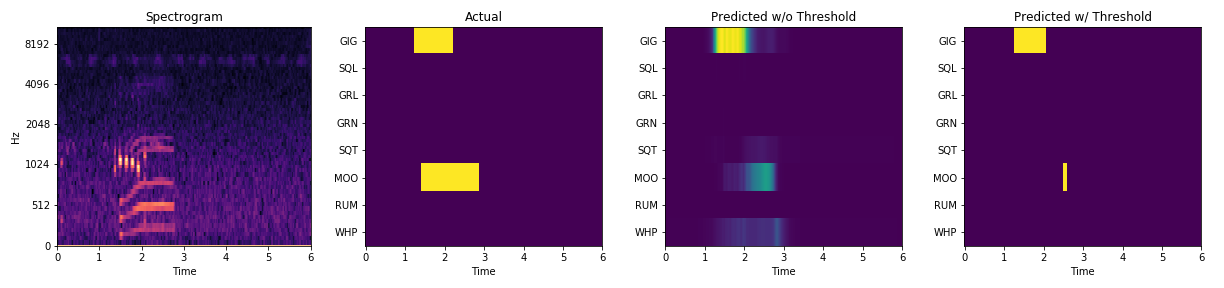 Spectrogram
Hz
8192
4096
2048
1024
512
0
0 1 2 3 4 5 6
Time
Actual
GIG
SQL
GRL
GRN
SQT
MOO
RUM
WHP
0 1 2 3 4 5 6
Time
Predicted w/o Threshold
GIG
SQL
GRL
GRN
SQT
MOO
RUM
WHP
0 1 2 3 4 5 6
Time
Predicted w/ Threshold
GIG
SQL
GRL
GRN
SQT
MOO
RUM
WHP
0 1 2 3 4 5 6
Time